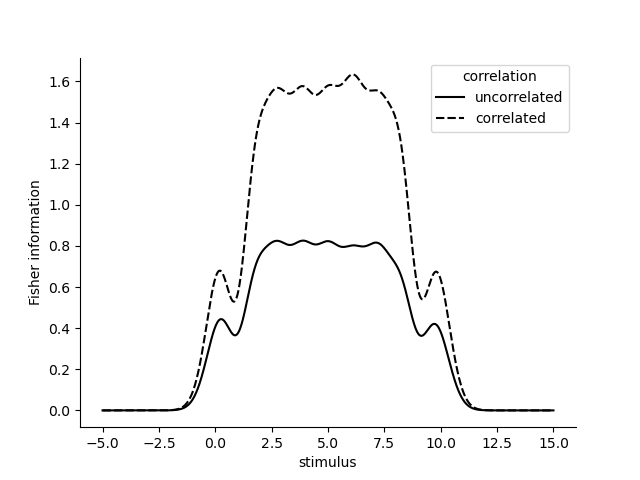 correlation
uncorrelated
correlated
Fisher information
1.6
1.4
1.2
1.0
0.8
0.6
0.4
0.2
0.0
−5.0 −2.5 0.0 2.5 5.0 7.5 10.0 12.5 15.0
stimulus